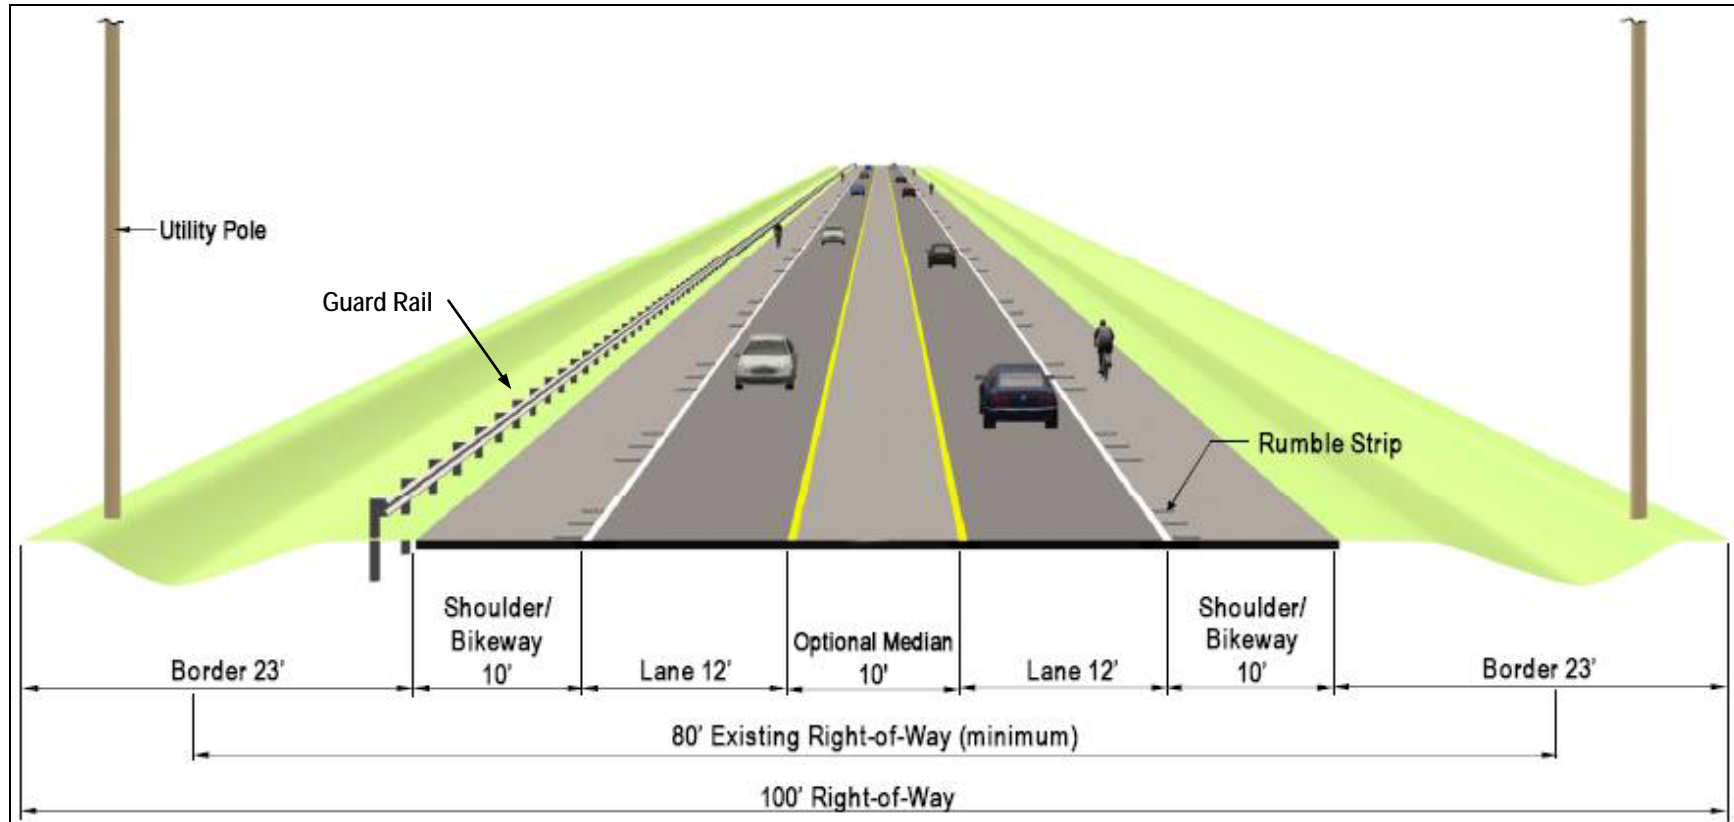 Utility Pole
Guard Rail
Rumble Strip
Shoulder/
Bikeway
10'
Shoulder/
Bikeway
10'
Optional Median
10'
Border 23'
Lane 12'
Lane 12'
Border 23'
80' Existing Right-of-Way (minimum)
100' Right-of-Way